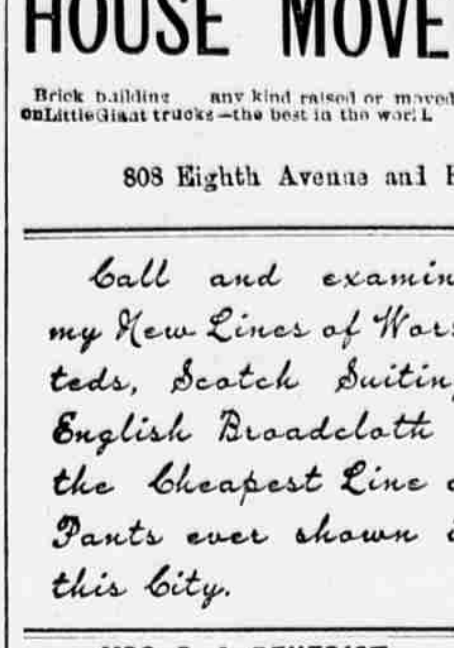 HOUSE MOVE
Brick building any kind raised or moved
on Little Giant trucks—the best in the world.
808 Eighth Avenue and
Call and examin
my New Lines of Wors
teds, Scotch Suiting
English Broadcloth
the Cheapest Line
Pants ever shown
this City.